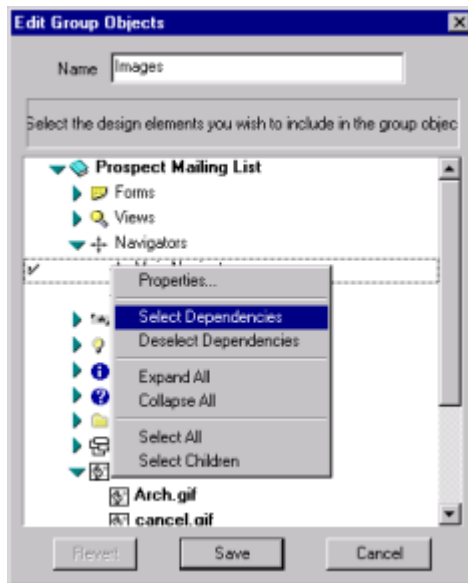 Edit Group Objects
Name Images
Select the design elements you wish to include in the group objec
Prospect Mailing List
Forms
Views
Navigators
Properties...
Select Dependencies
Deselect Dependencies
Expand All
Collapse All
Select All
Select Children
Arch.gif
cancel.gif
Revert Save Cancel